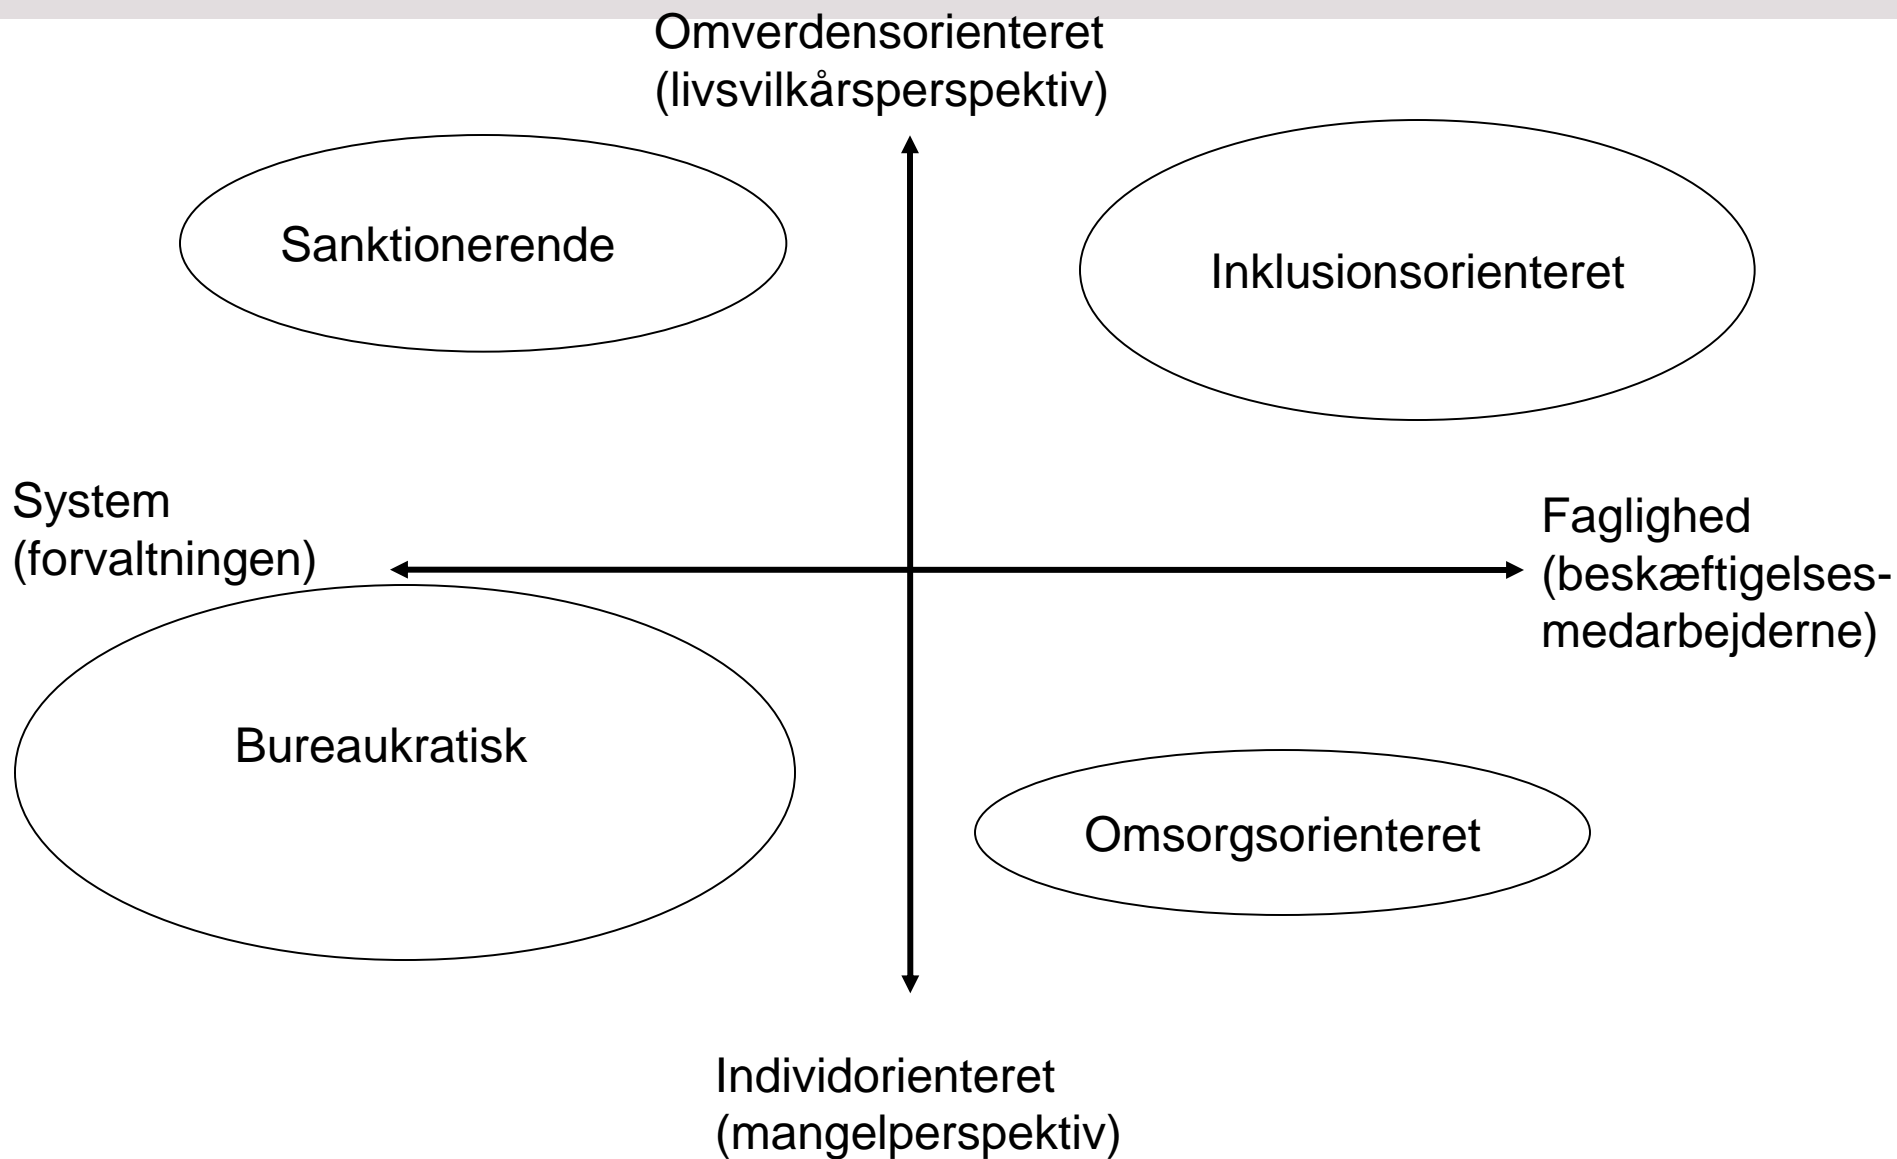 Omverdensorienteret
(livsvilkårsperspektiv)
Sanktionerende
Inklusionsorienteret
System
(forvaltningen)
Faglighed
(beskæftigelses-
medarbejderne)
Bureaukratisk
Omsorgsorienteret
Individorienteret
(mangelperspektiv)